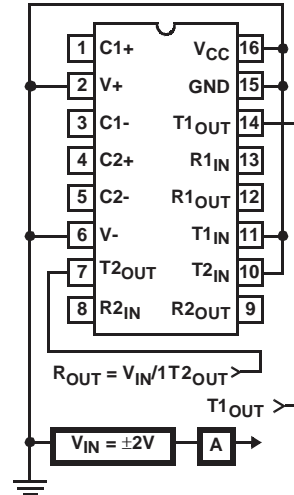 1 C1+ VCC 16
2 V+ GND 15
3 C1- T1OUT 14
4 C2+ R1IN 13
5 C2- R1OUT 12
6 V- T1IN 11
7 T2OUT T2IN 10
8 R2IN R2OUT 9
ROUT = VIN/1T2OUT
T1OUT
VIN = ±2V A